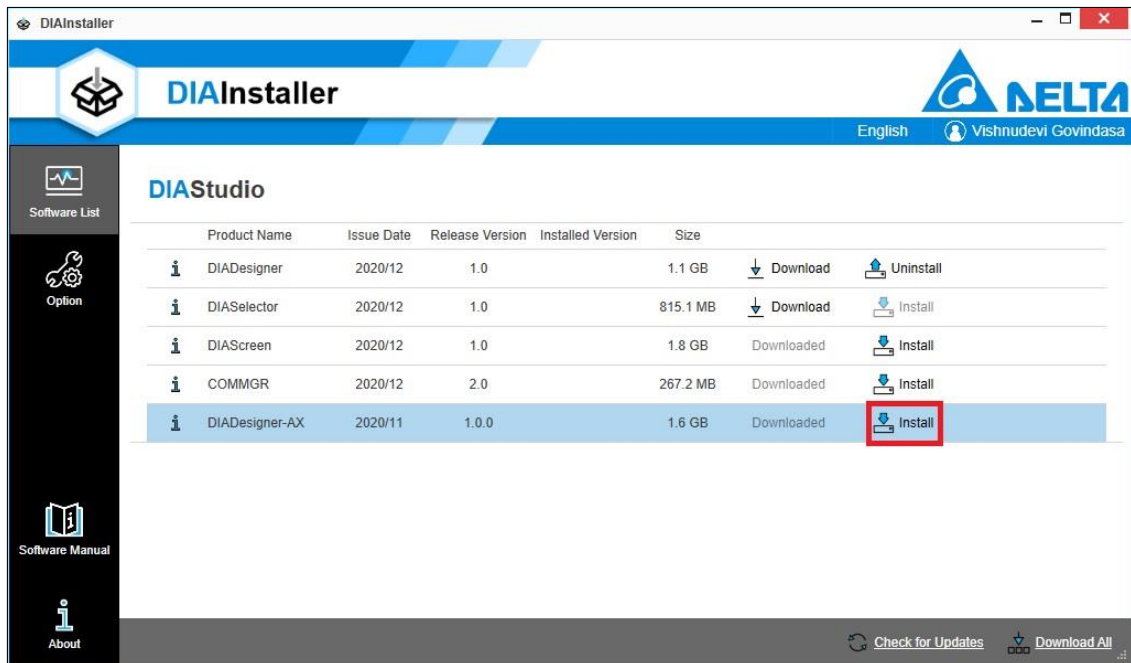 DIAInstaller
DIAInstaller
DELTA
English Vishnudevi Govindasa
Software List
Option
Software Manual
About
DIAStudio
Product Name Issue Date Release Version Installed Version Size
DIADesigner 2020/12 1.0 1.1 GB Download Uninstall
DIASelector 2020/12 1.0 815.1 MB Download Install
DIAScreen 2020/12 1.0 1.8 GB Downloaded Install
COMMGR 2020/12 2.0 267.2 MB Downloaded Install
DIADesigner-AX 2020/11 1.0.0 1.6 GB Downloaded Install
Check for Updates Download All